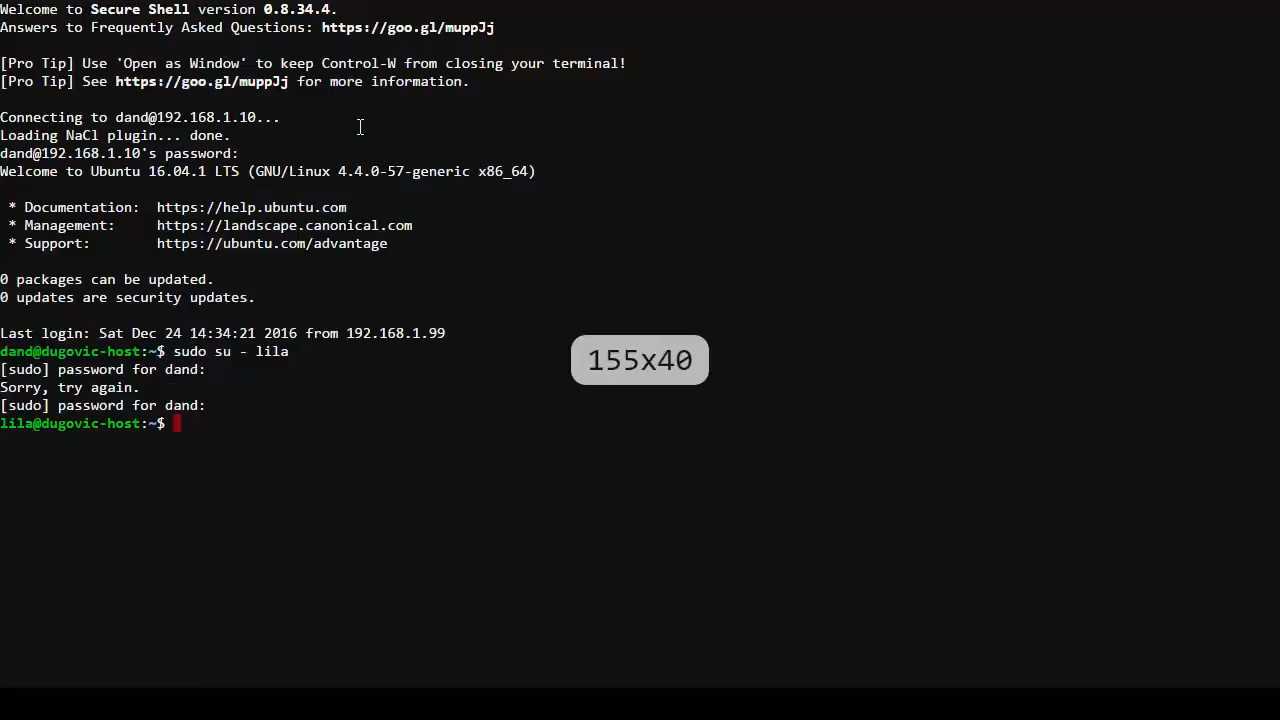 Welcome to Secure Shell version 0.8.34.4.
Answers to Frequently Asked Questions: https://goo.gl/muppJj
[Pro Tip] Use 'Open as Window' to keep Control-W from closing your terminal!
[Pro Tip] See https://goo.gl/muppJj for more information.
Connecting to dand@192.168.1.10...
Loading NaCl plugin... done.
dand@192.168.1.10's password:
Welcome to Ubuntu 16.04.1 LTS (GNU/Linux 4.4.0-57-generic x86_64)
* Documentation:  https://help.ubuntu.com
* Management:     https://landscape.canonical.com
* Support:        https://ubuntu.com/advantage
0 packages can be updated.
0 updates are security updates.
Last login: Sat Dec 24 14:34:21 2016 from 192.168.1.99
dand@dugovic-host:~$ sudo su - lila
[sudo] password for dand:
Sorry, try again.
[sudo] password for dand:
lila@dugovic-host:~$
155x40